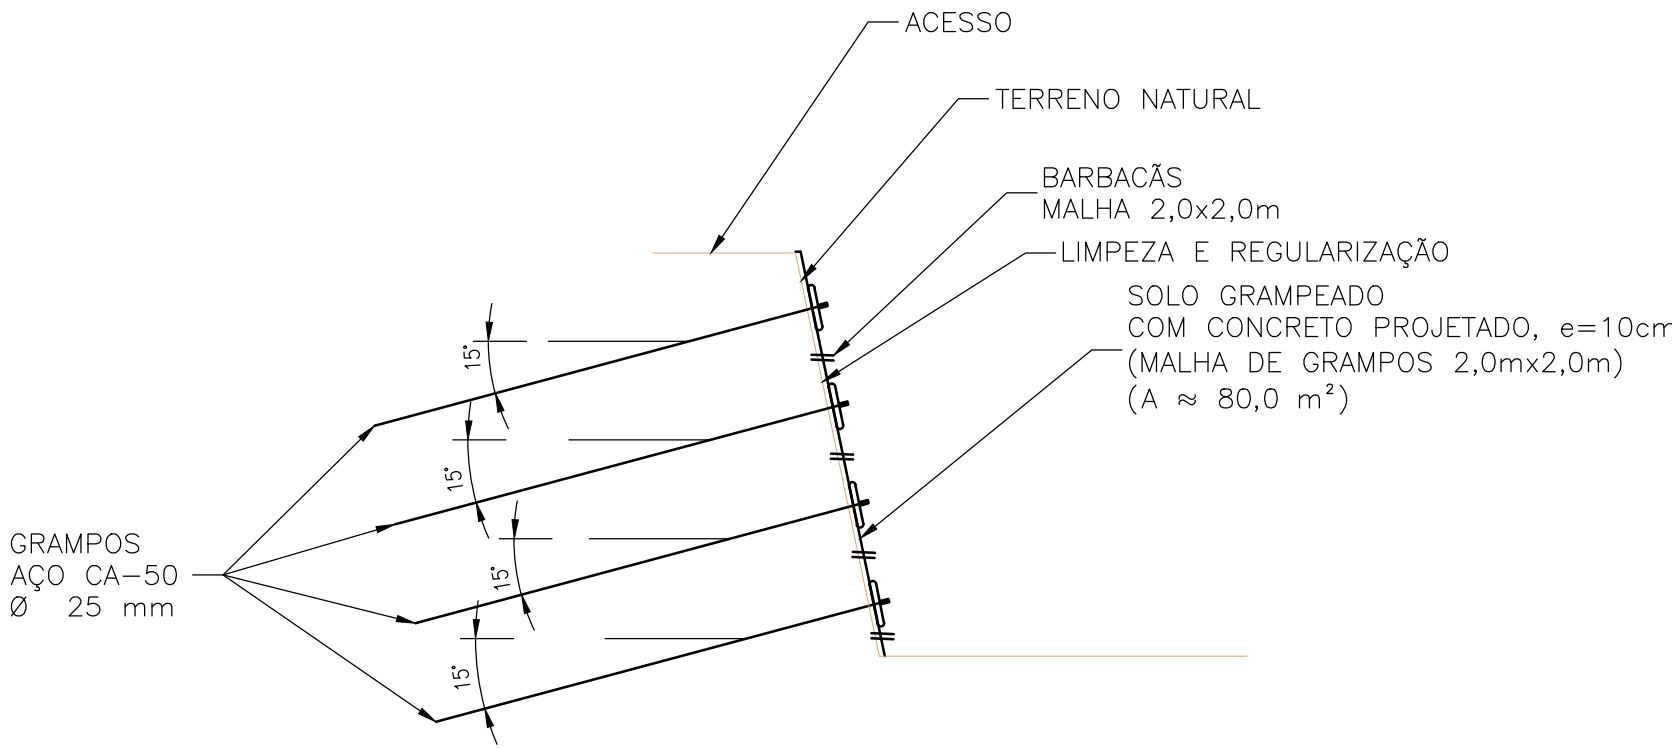 ACESSO
TERRENO NATURAL
BARBACÃS
MALHA 2,0x2,0m
LIMPEZA E REGULARIZAÇÃO
SOLO GRAMPEADO
COM CONCRETO PROJETADO, e=10cm
(MALHA DE GRAMPOS 2,0mx2,0m)
(A ≈ 80,0 m²)
15°
15°
15°
15°
GRAMPOS
AÇO CA-50
Ø 25 mm